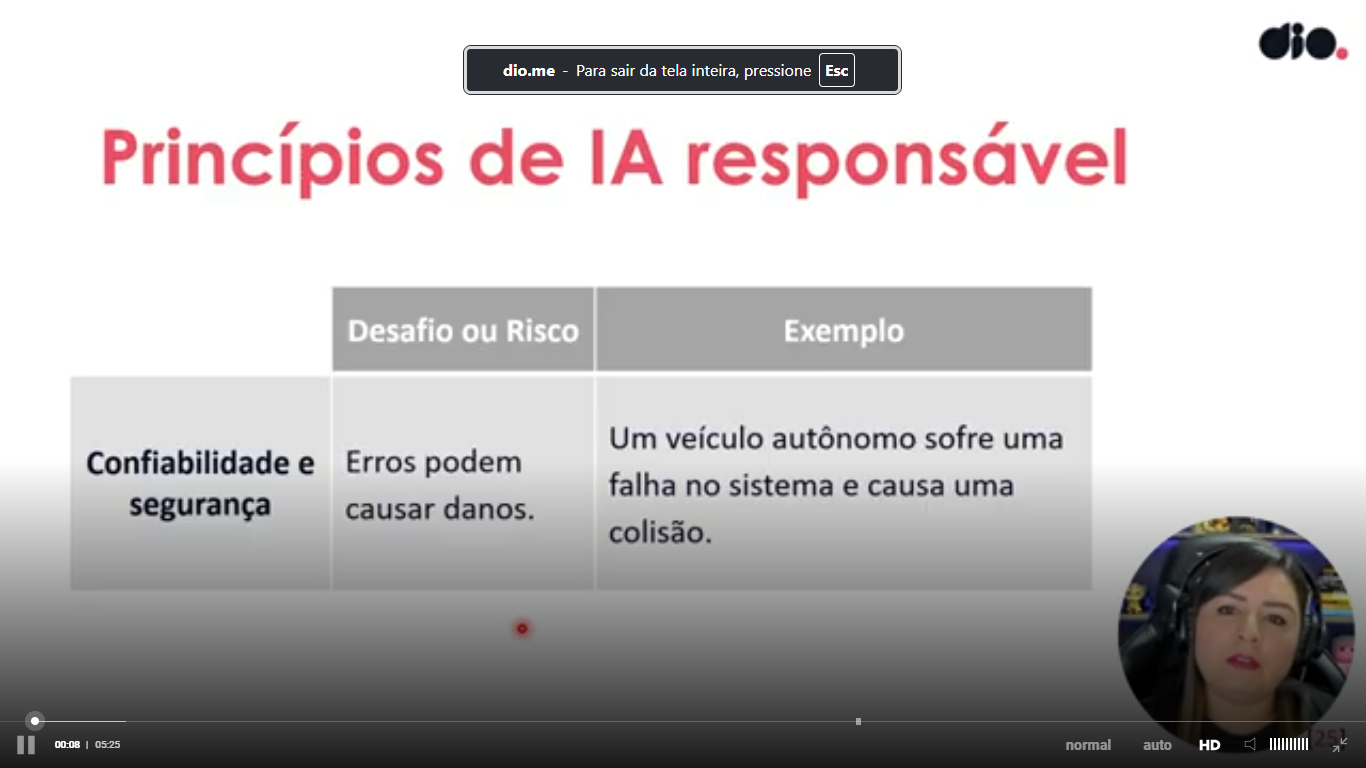 dio.
dio.me - Para sair da tela inteira, pressione Esc
Princípios de IA responsável
Desafio ou Risco
Exemplo
Confiabilidade e
segurança
Erros podem
causar danos.
Um veículo autônomo sofre uma
falha no sistema e causa uma
colisão.
00:08 | 05:25
normal
auto
HD
[25]